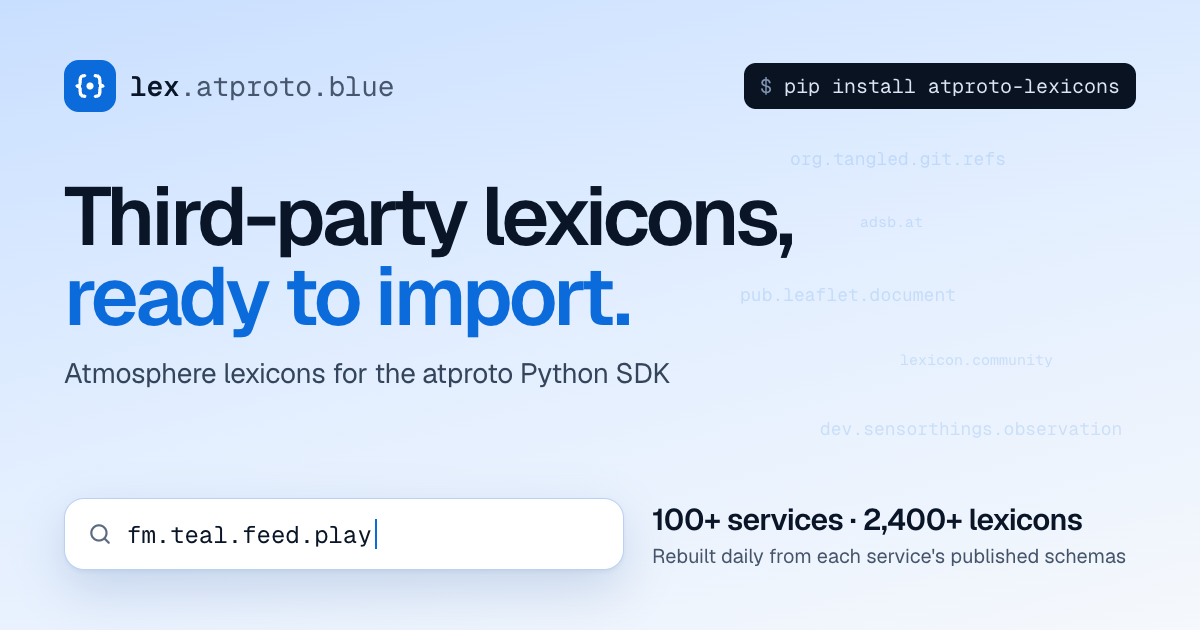 lex.atproto.blue
$ pip install atproto-lexicons
org.tangled.git.refs
Third-party lexicons,
adsb.at
ready to import.
pub.leaflet.document
Atmosphere lexicons for the atproto Python SDK
lexicon.community
dev.sensorthings.observation
fm.teal.feed.play
100+ services · 2,400+ lexicons
Rebuilt daily from each service's published schemas